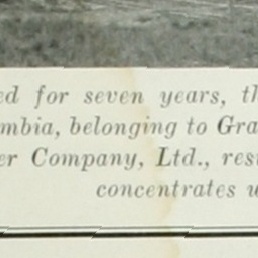 ed for seven years, th
mbia, belonging to Gra
er Company, Ltd., res
concentrates w